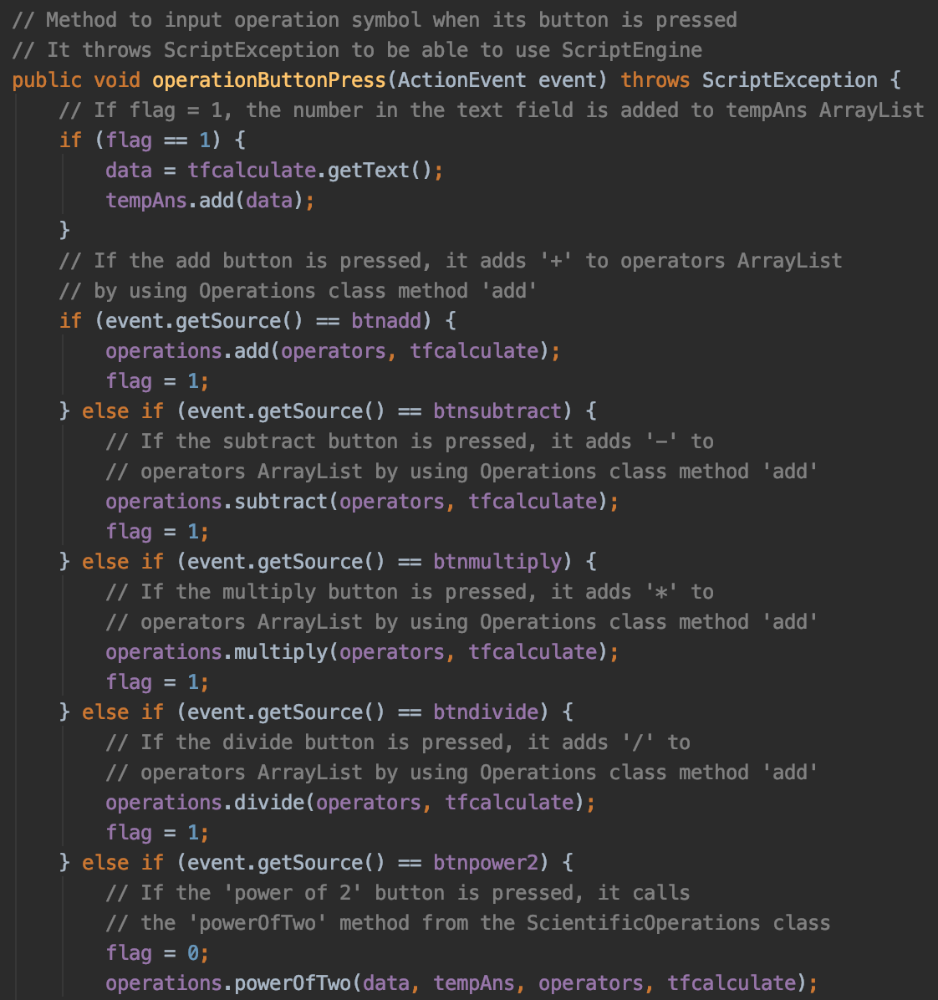 // Method to input operation symbol when its button is pressed
// It throws ScriptException to be able to use ScriptEngine
public void operationButtonPress(ActionEvent event) throws ScriptException {
    // If flag = 1, the number in the text field is added to tempAns ArrayList
    if (flag == 1) {
        data = tfcalculate.getText();
        tempAns.add(data);
    }
    // If the add button is pressed, it adds '+' to operators ArrayList
    // by using Operations class method 'add'
    if (event.getSource() == btnadd) {
        operations.add(operators, tfcalculate);
        flag = 1;
    } else if (event.getSource() == btnsubtract) {
        // If the subtract button is pressed, it adds '-' to
        // operators ArrayList by using Operations class method 'add'
        operations.subtract(operators, tfcalculate);
        flag = 1;
    } else if (event.getSource() == btnmultiply) {
        // If the multiply button is pressed, it adds '*' to
        // operators ArrayList by using Operations class method 'add'
        operations.multiply(operators, tfcalculate);
        flag = 1;
    } else if (event.getSource() == btndivide) {
        // If the divide button is pressed, it adds '/' to
        // operators ArrayList by using Operations class method 'add'
        operations.divide(operators, tfcalculate);
        flag = 1;
    } else if (event.getSource() == btnpower2) {
        // If the 'power of 2' button is pressed, it calls
        // the 'powerOfTwo' method from the ScientificOperations class
        flag = 0;
        operations.powerOfTwo(data, tempAns, operators, tfcalculate);